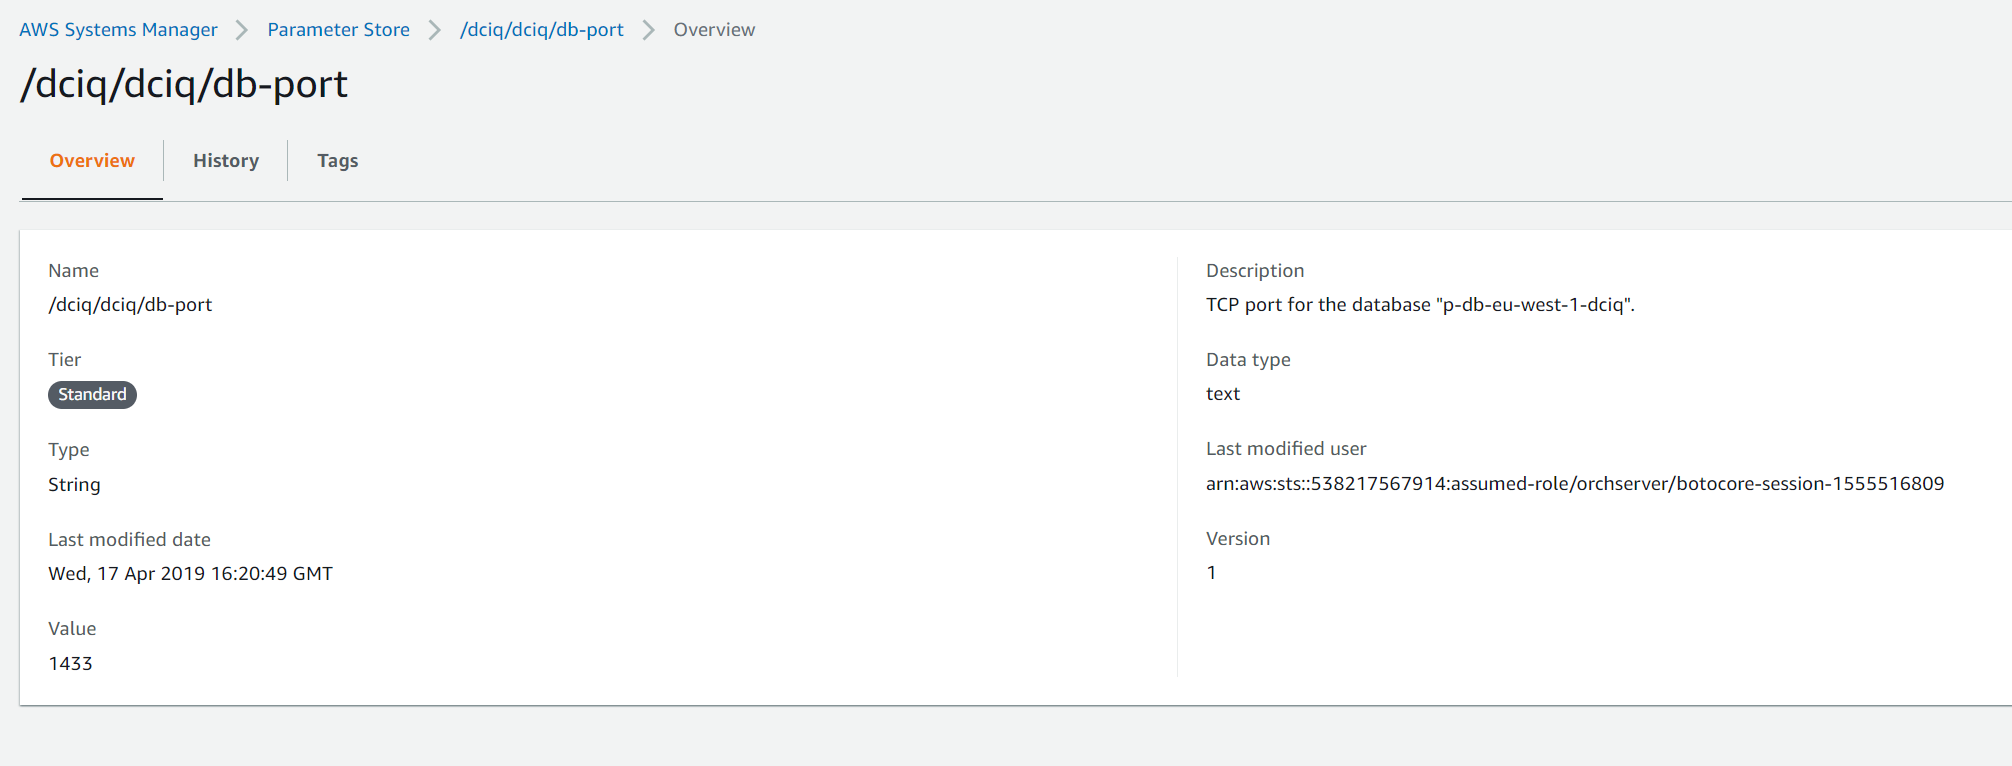 AWS Systems Manager > Parameter Store > /dciq/dciq/db-port > Overview
/dciq/dciq/db-port
Overview History Tags
Name
/dciq/dciq/db-port
Tier
Standard
Type
String
Last modified date
Wed, 17 Apr 2019 16:20:49 GMT
Value
1433
Description
TCP port for the database "p-db-eu-west-1-dciq".
Data type
text
Last modified user
arn:aws:sts::538217567914:assumed-role/orchserver/botocore-session-1555516809
Version
1